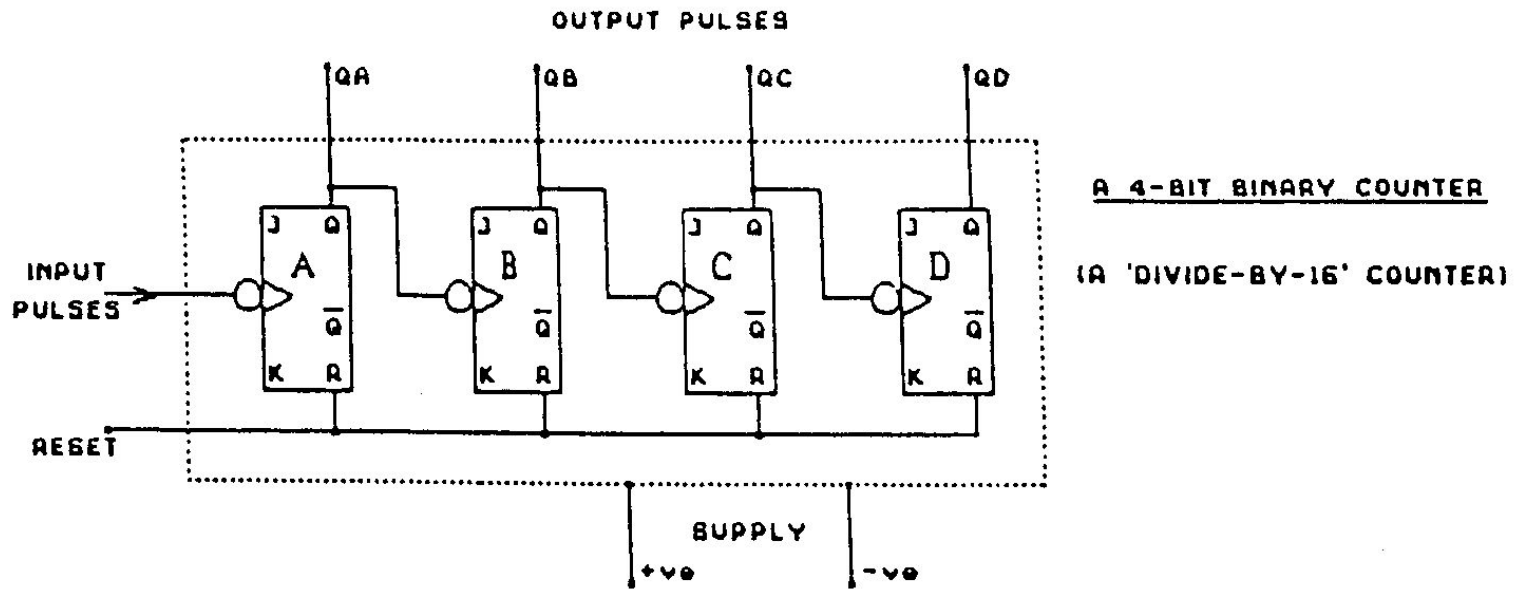 OUTPUT PULSES
QA
QB
QC
QD
A 4-BIT BINARY COUNTER
(A 'DIVIDE-BY-16' COUNTER)
J Q
J Q
J Q
J Q
A
B
C
D
INPUT
PULSES
Q̅
Q̅
Q̅
Q̅
K R
K R
K R
K R
RESET
SUPPLY
+ve
-ve